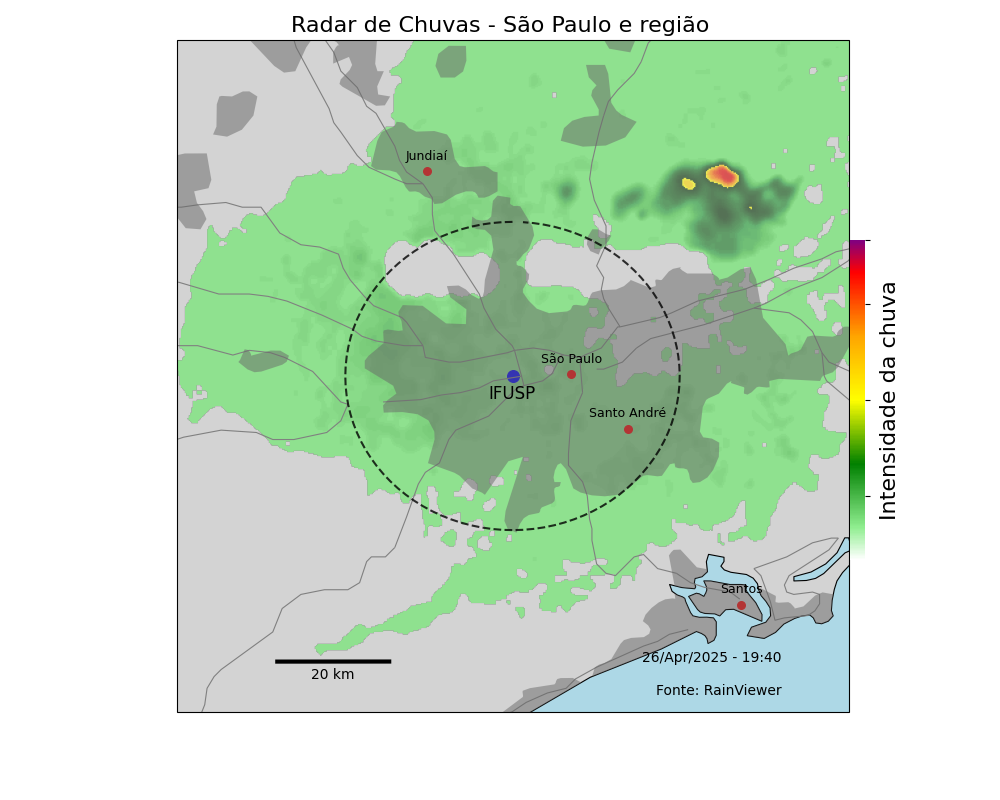 Radar de Chuvas - São Paulo e região
Jundiaí
São Paulo
IFUSP
Santo André
Intensidade da chuva
Santos
26/Apr/2025 - 19:40
20 km
Fonte: RainViewer